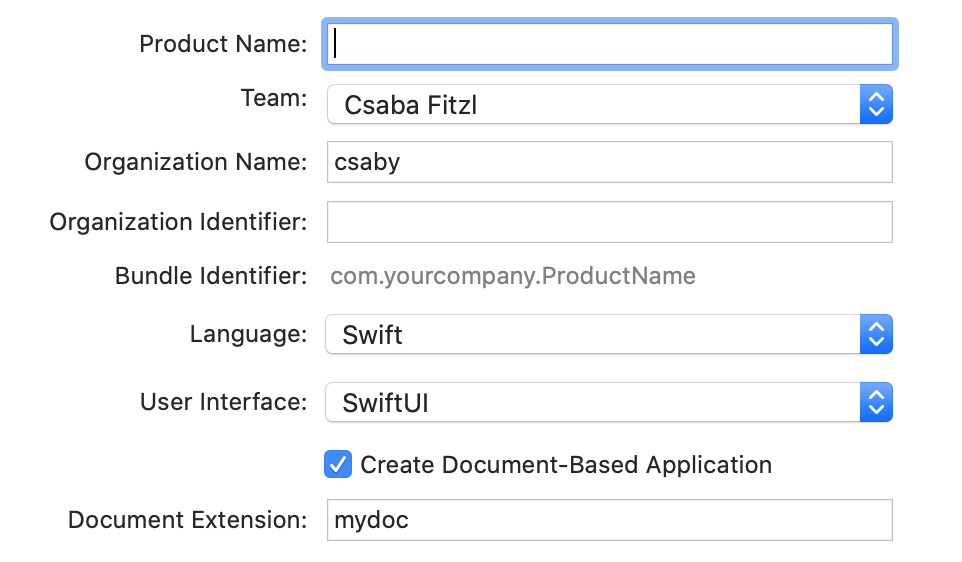 Product Name:
Team: Csaba Fitzl
Organization Name: csaby
Organization Identifier:
Bundle Identifier: com.yourcompany.ProductName
Language: Swift
User Interface: SwiftUI
Create Document-Based Application
Document Extension: mydoc